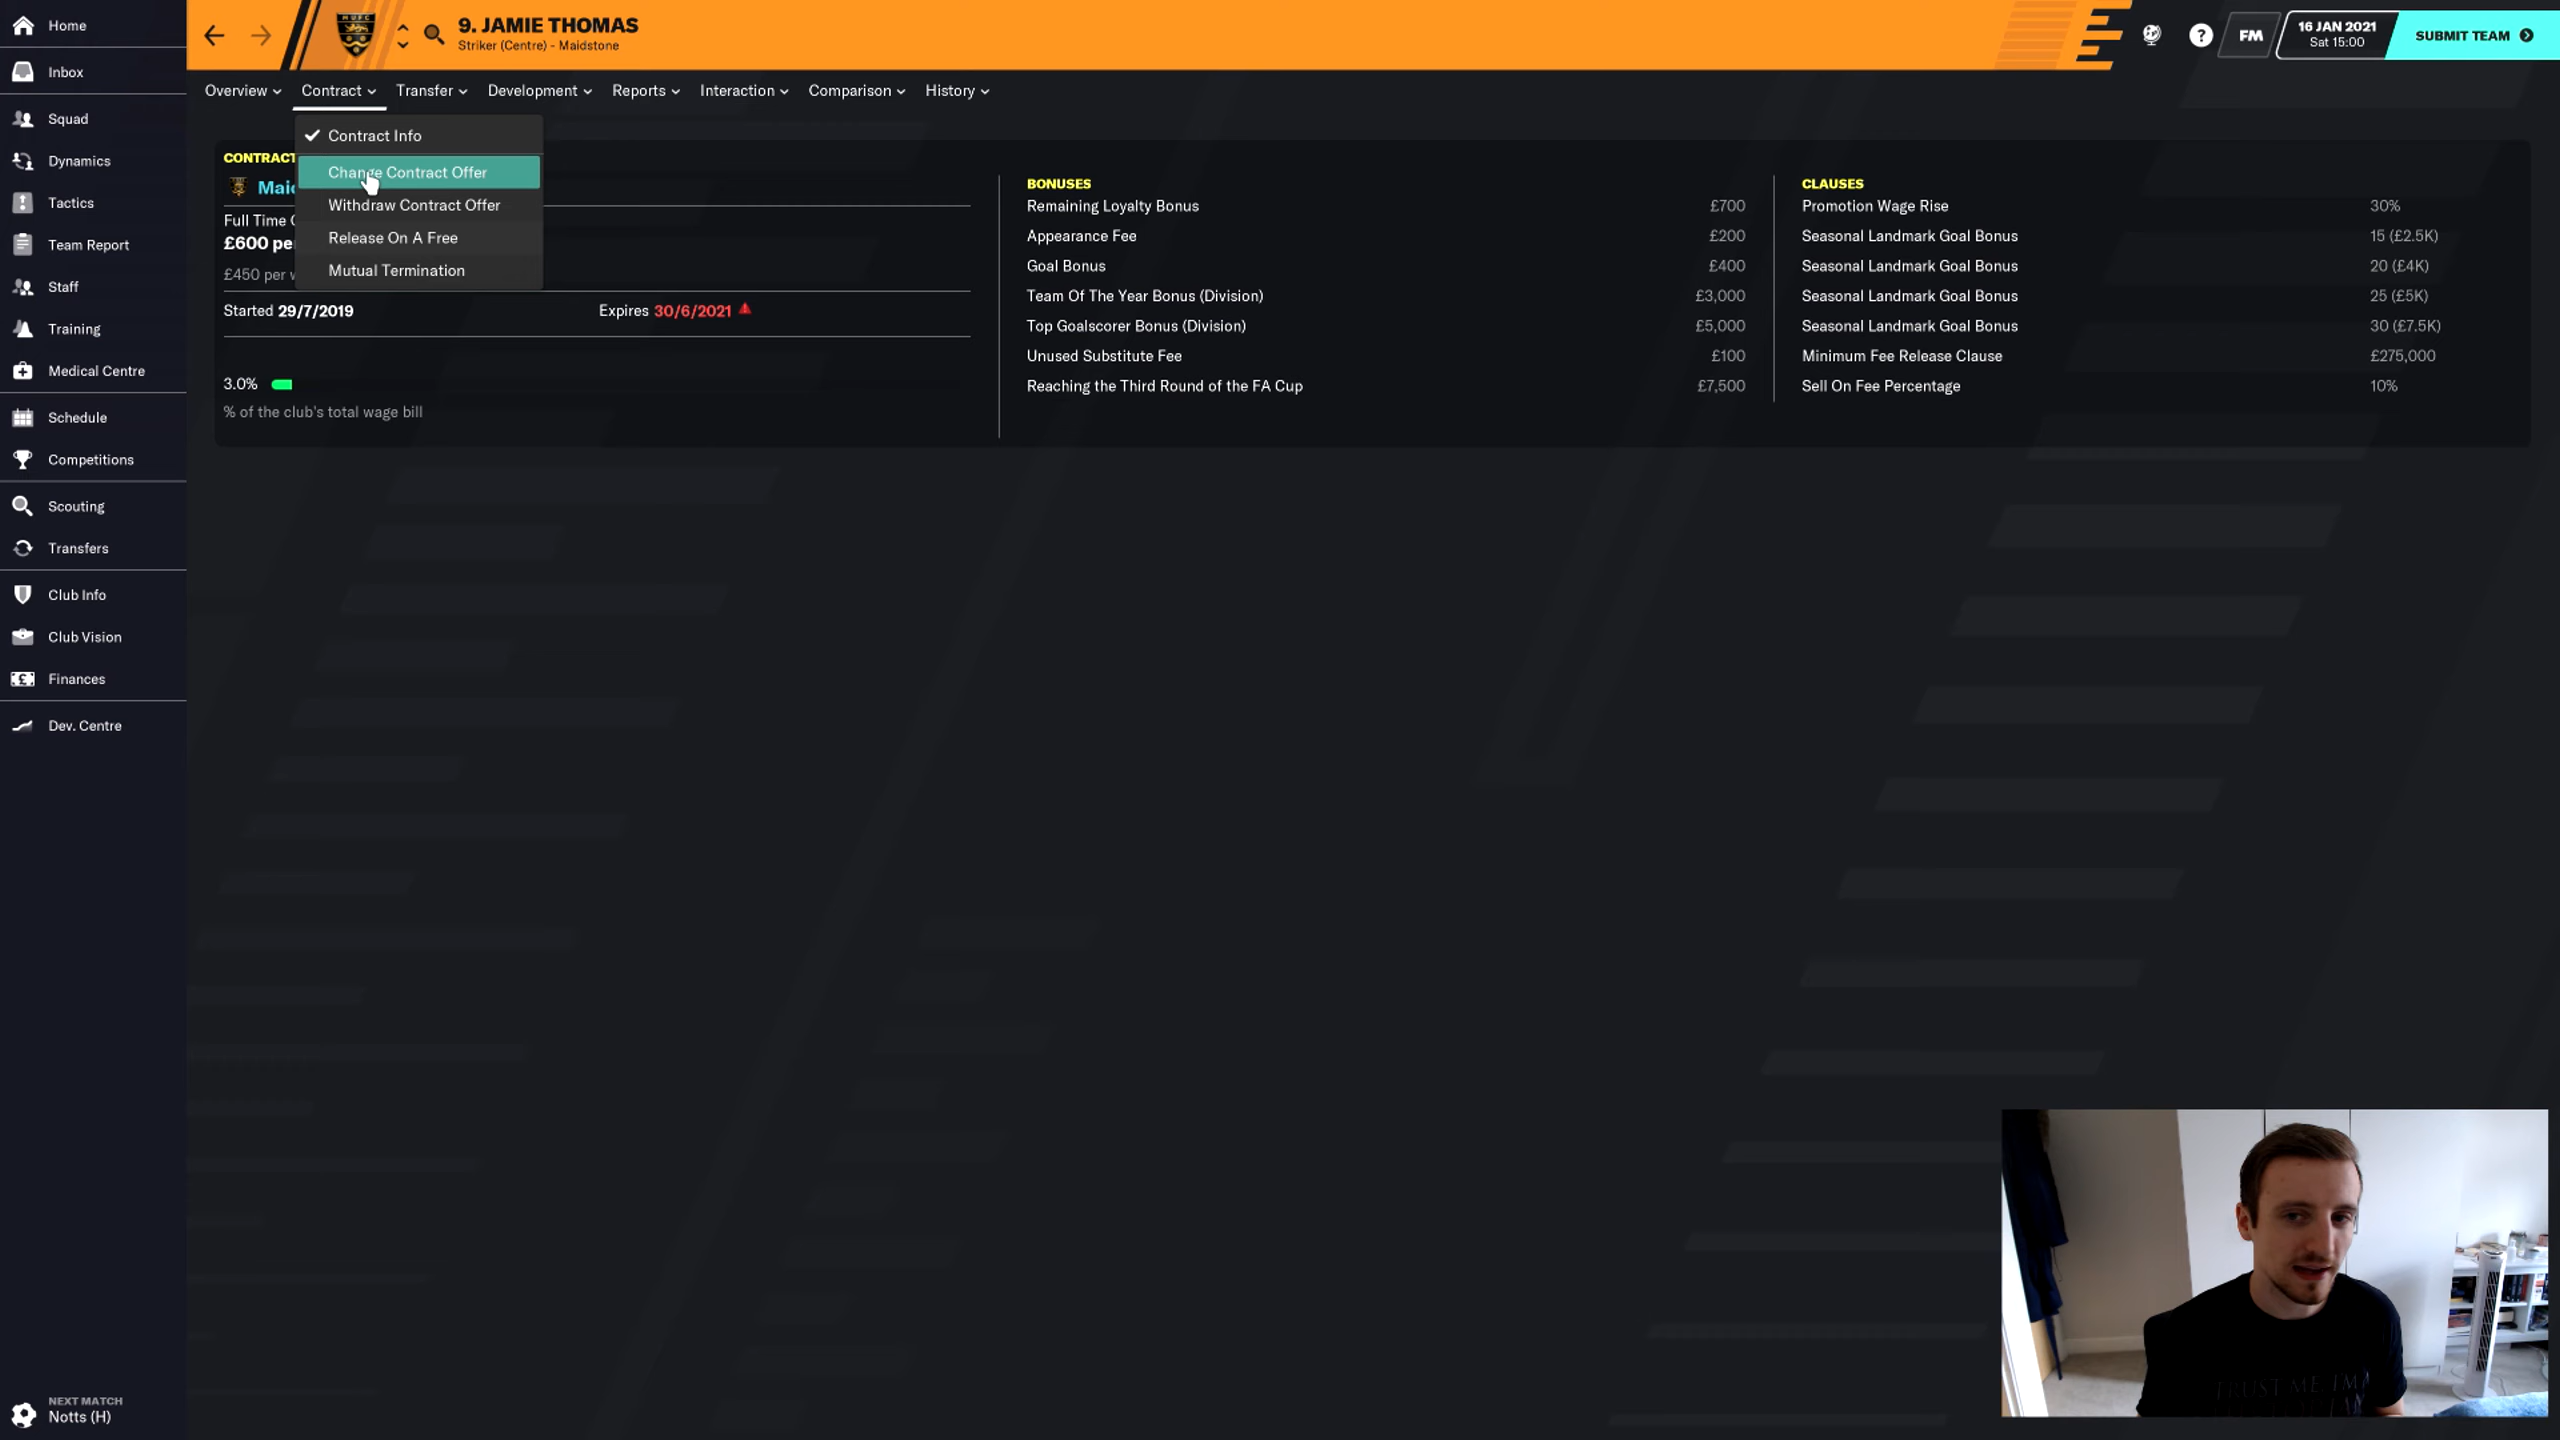 Home
Inbox
Squad
Dynamics
Tactics
Team Report
Staff
Training
Medical Centre
Schedule
Competitions
Scouting
Transfers
Club Info
Club Vision
Finances
Dev. Centre
NEXT MATCH
Notts (H)
MUFC
9. JAMIE THOMAS
Striker (Centre) - Maidstone
FM
16 JAN 2021
Sat 15:00
SUBMIT TEAM
Overview
Contract
Transfer
Development
Reports
Interaction
Comparison
History
Contract Info
Change Contract Offer
Withdraw Contract Offer
Release On A Free
Mutual Termination
CONTRACT
Full Time
£600
£450 per
Started 29/7/2019
Expires 30/6/2021
3.0%
% of the club's total wage bill
BONUSES
Remaining Loyalty Bonus £700
Appearance Fee £200
Goal Bonus £400
Team Of The Year Bonus (Division) £3,000
Top Goalscorer Bonus (Division) £5,000
Unused Substitute Fee £100
Reaching the Third Round of the FA Cup £7,500
CLAUSES
Promotion Wage Rise 30%
Seasonal Landmark Goal Bonus 15 (£2.5K)
Seasonal Landmark Goal Bonus 20 (£4K)
Seasonal Landmark Goal Bonus 25 (£5K)
Seasonal Landmark Goal Bonus 30 (£7.5K)
Minimum Fee Release Clause £275,000
Sell On Fee Percentage 10%
TRUST ME, I'M